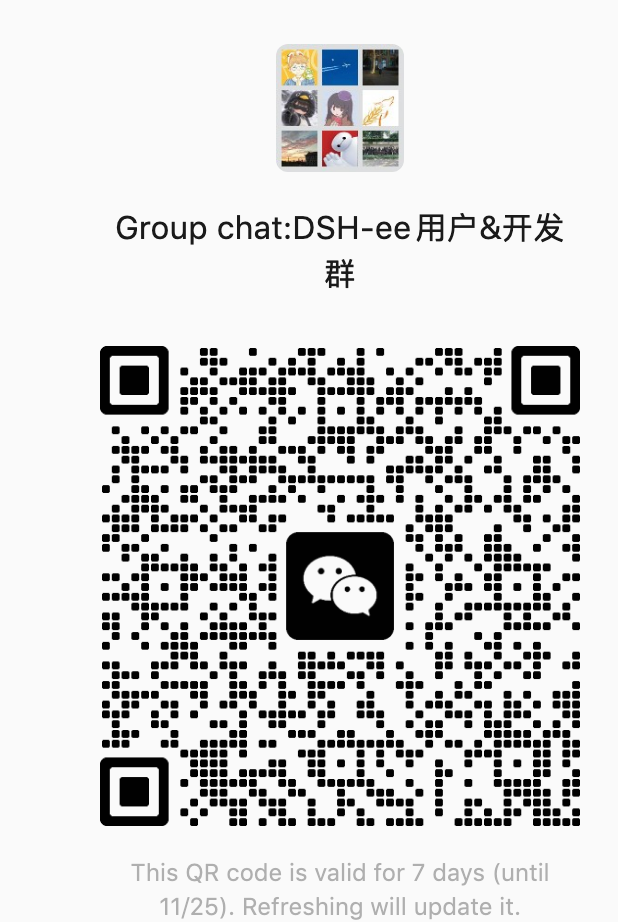 Group chat:DSH-ee用户&开发
群
This QR code is valid for 7 days (until
11/25). Refreshing will update it.